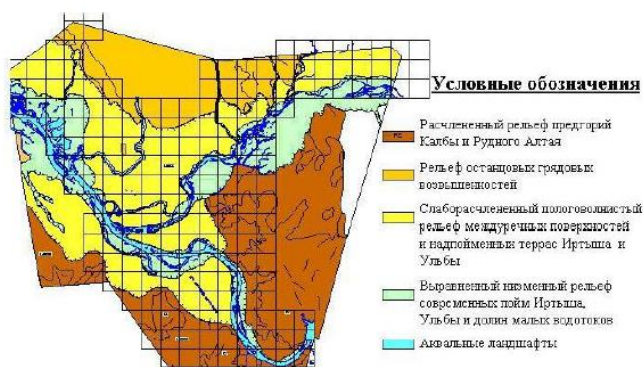 Условные обозначения
Расчлененный рельеф предгорий
Калбы и Рудного Алтая
Рельеф останцовых грядовых
возвышенностей
Слаборасчлененный пологоволнистый
рельеф междуречных поверхностей
и надпойменных террас Иртыша и
Ульбы
Выравненный низменный рельеф
современных пойм Иртыша,
Ульбы и долин малых водотоков
Аквальные ландшафты